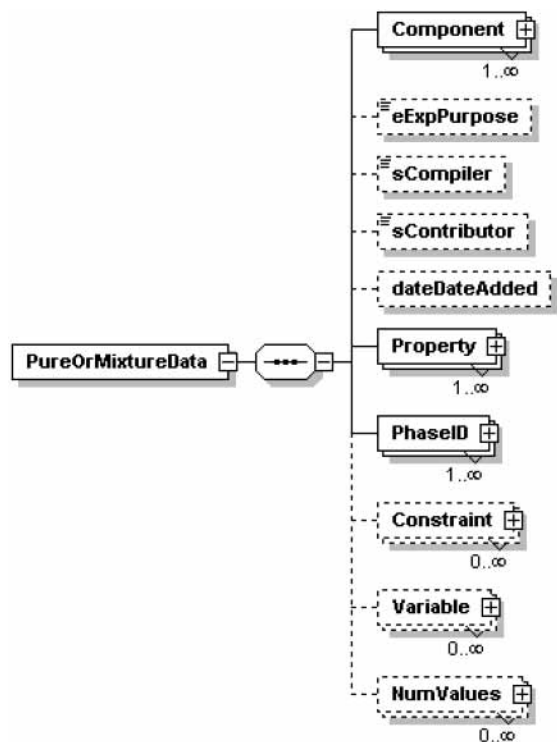 Component
1..∞
eExpPurpose
sCompiler
sContributor
dateDateAdded
PureOrMixtureData
Property
1..∞
PhaseID
1..∞
Constraint
0..∞
Variable
0..∞
NumValues
0..∞